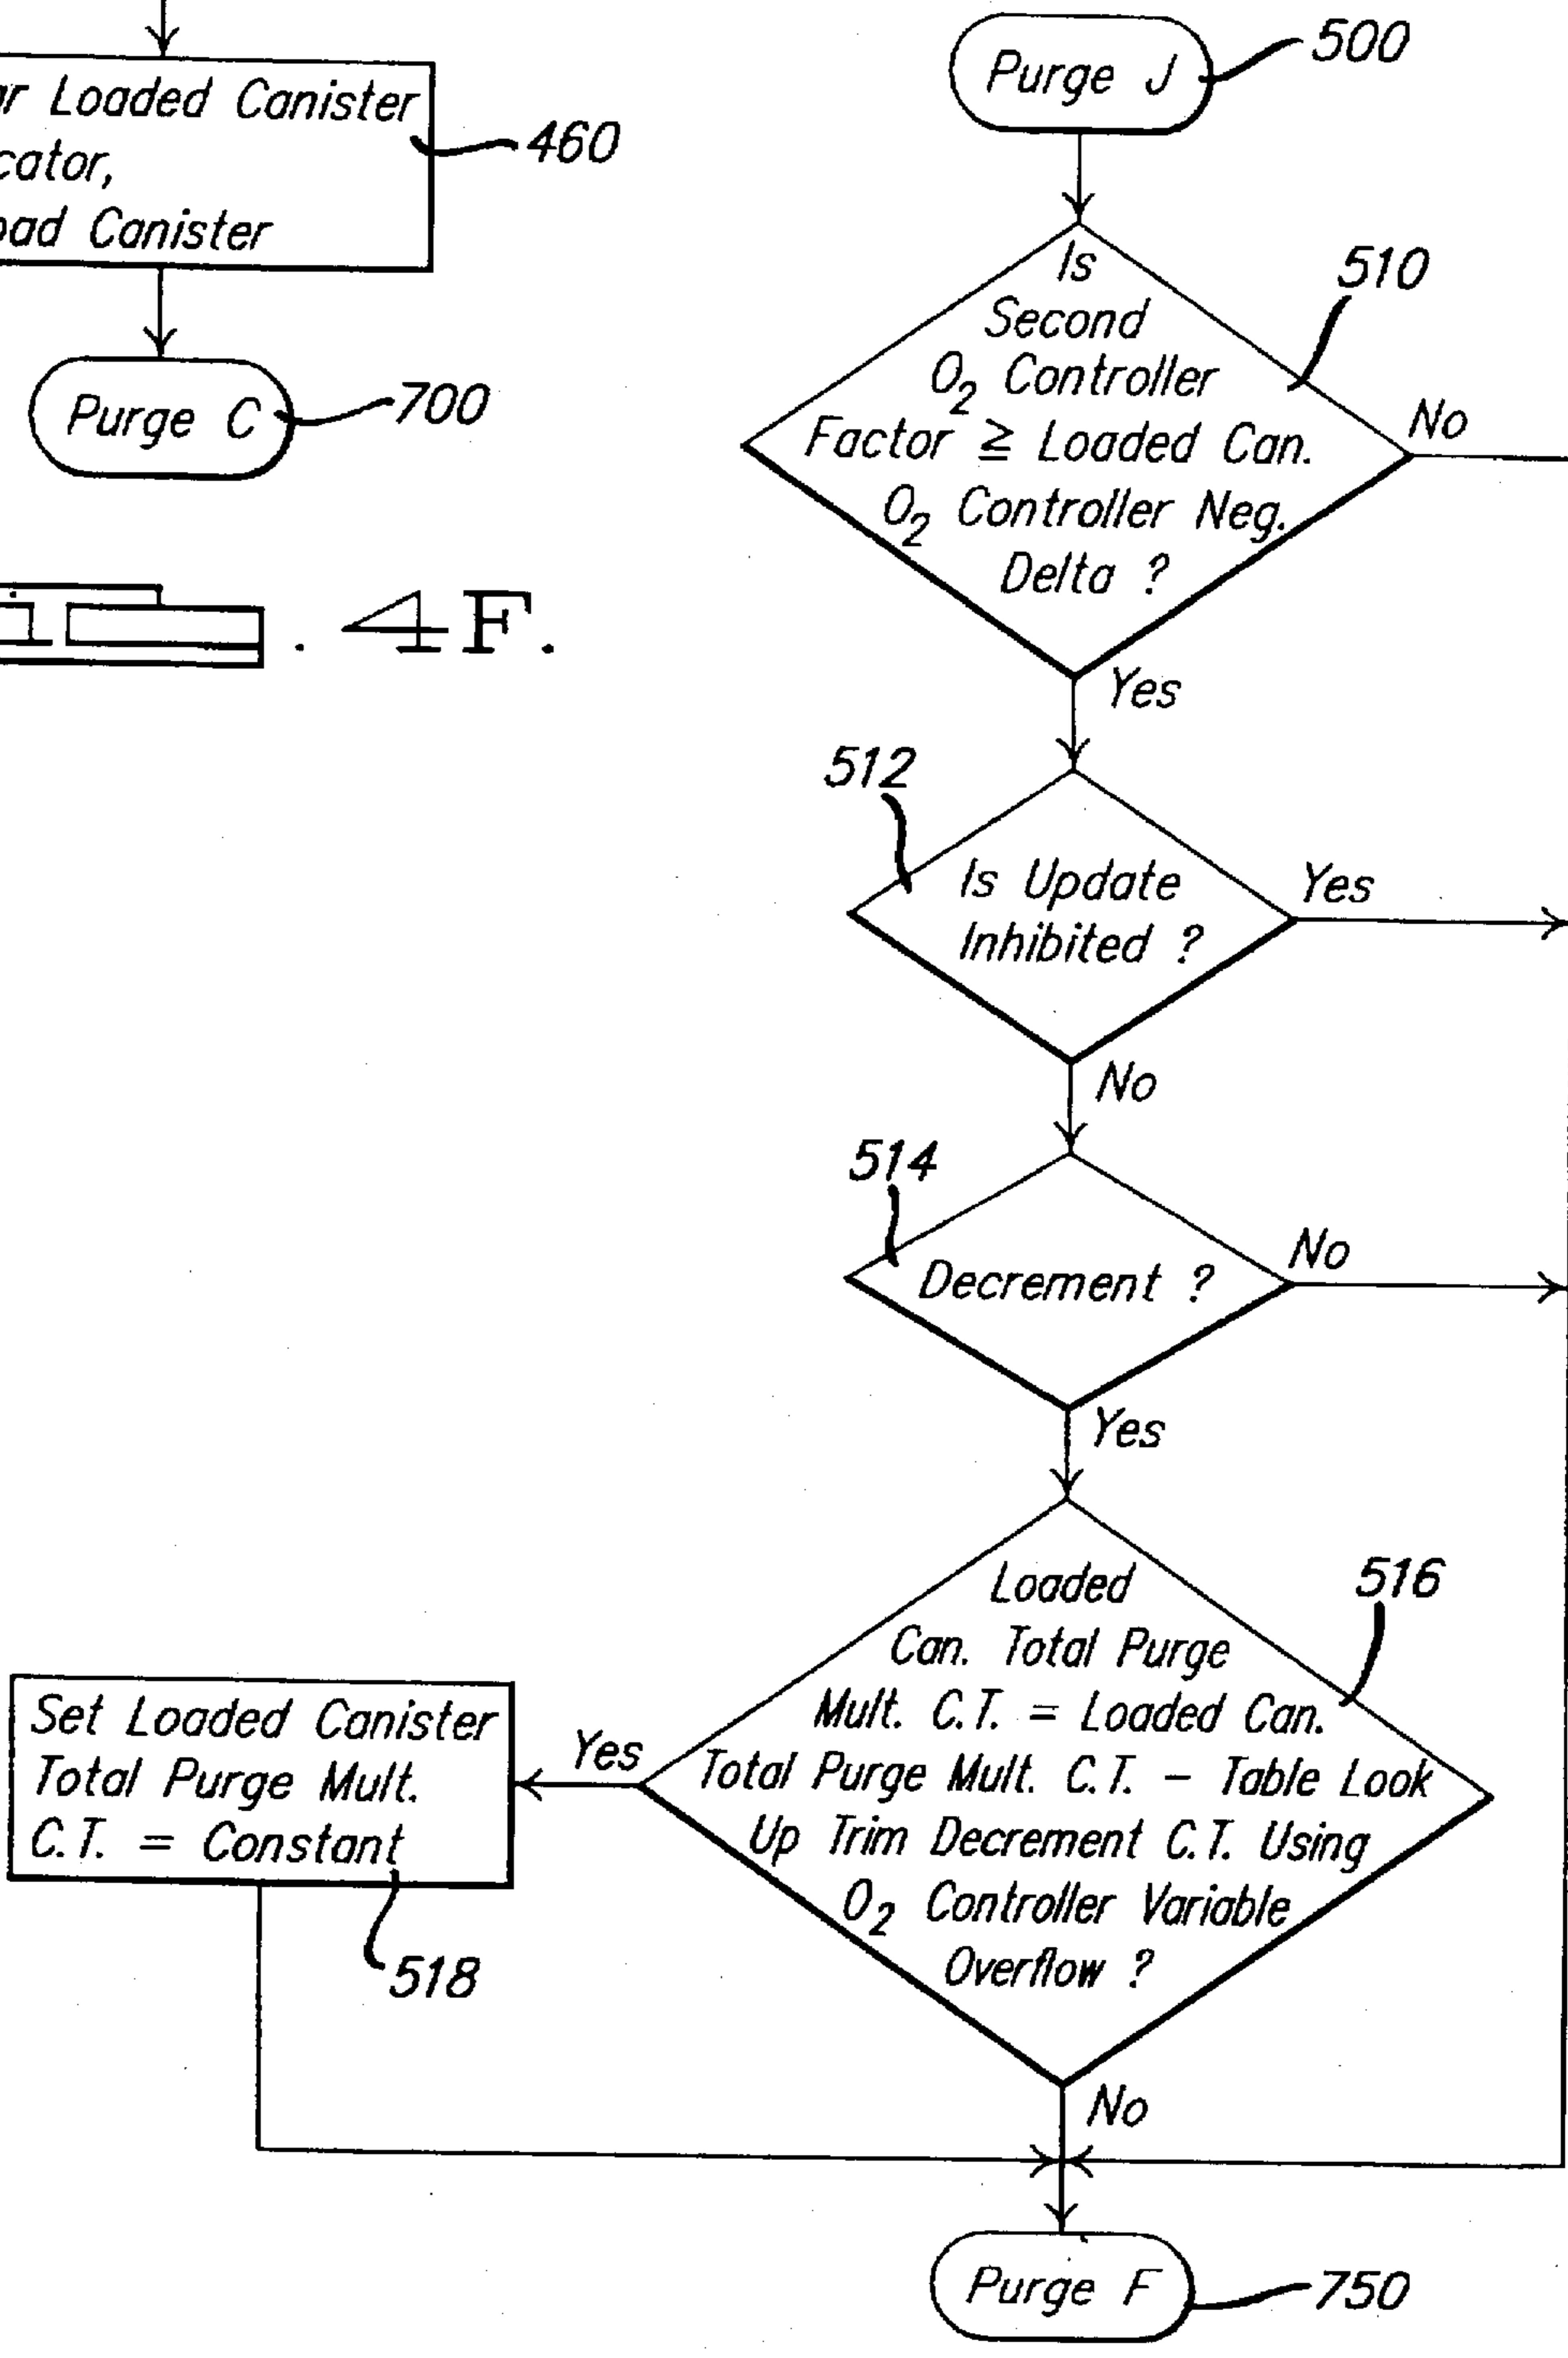 Loaded Canister
460
Load Canister
Purge C
700
. 4F.
Purge J
500
Is
Second
O2 Controller
Factor ≧ Loaded Can.
O2 Controller Neg.
Delta ?
510
No
Yes
512
Is Update
Inhibited ?
Yes
No
514
Decrement ?
No
Yes
Loaded
Can. Total Purge
Mult. C.T. = Loaded Can.
Total Purge Mult. C.T. – Table Look
Up Trim Decrement C.T. Using
O2 Controller Variable
Overflow ?
516
Yes
Set Loaded Canister
Total Purge Mult.
C.T. = Constant
518
No
Purge F
750